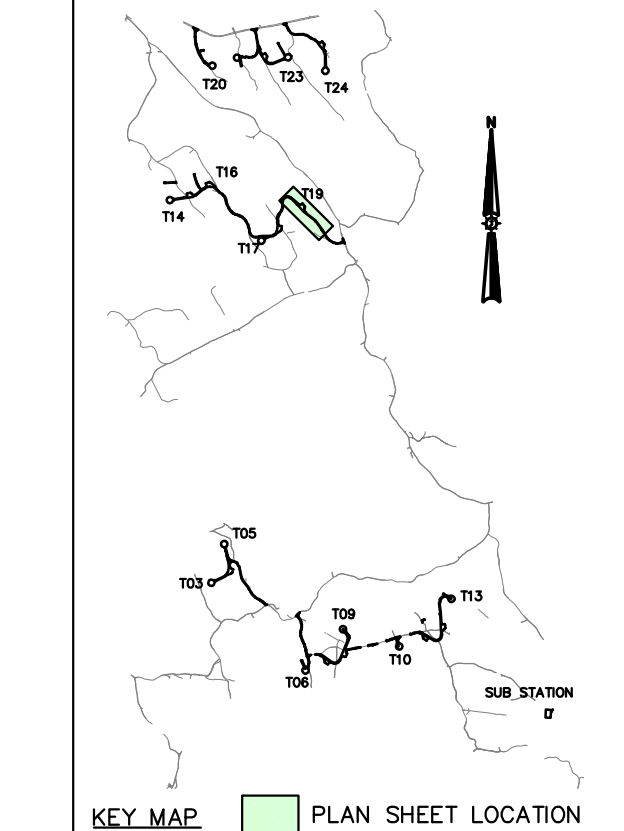 T20
T23
T24
N
T16
T14
T19
T17
T05
T03
T13
T09
T10
T06
SUB STATION
KEY MAP
PLAN SHEET LOCATION